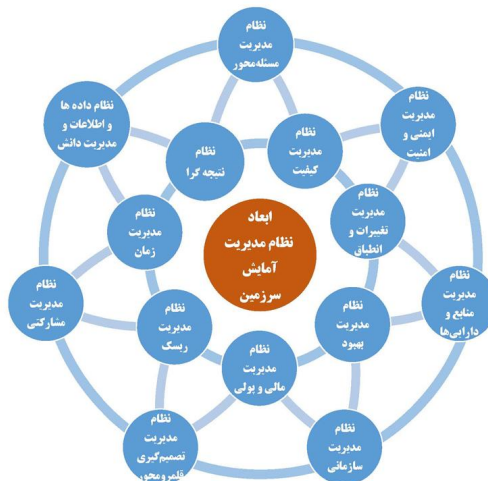 نظام
مدیریت
مسئله‌محور
نظام
مدیریت
ایمنی و
امنیت
نظام داده ها
و اطلاعات و
مدیریت دانش
نظام
مدیریت
کیفیت
نظام
نتیجه گرا
نظام
مدیریت
تغییرات و
انطباق
نظام
مدیریت
زمان
ابعاد
نظام مدیریت
آمایش
سرزمین
نظام
مدیریت
منابع و
دارایی‌ها
نظام
مدیریت
مشارکتی
نظام
مدیریت
بهبود
نظام
مدیریت
ریسک
نظام
مدیریت
مالی و پولی
نظام
مدیریت
سازمانی
نظام
مدیریت
تصمیم‌گیری
قلمرومحور